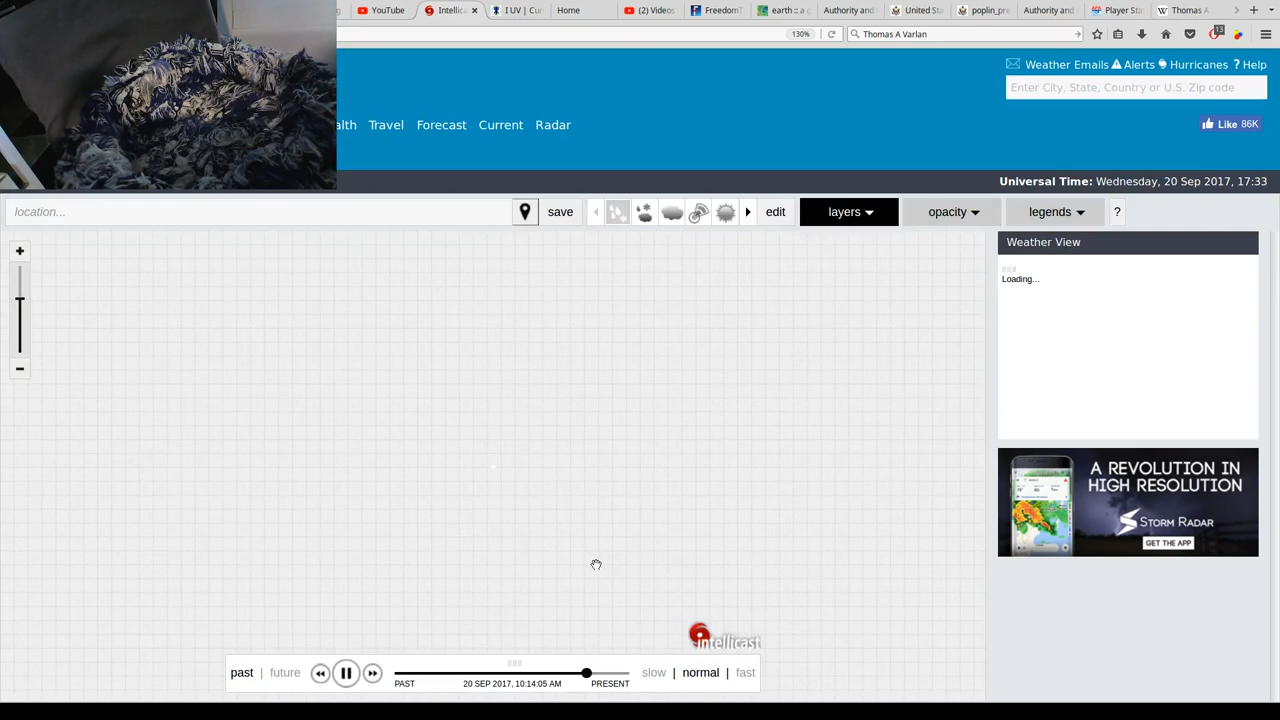 YouTube
Intellica
I UV | Cur
Home
(2) Videos
FreedomT
earth :: a g
Authority and
United Sta
poplin_pre
Authority and
Player Star
Thomas A
130%
Thomas A Varlan
13
Weather Emails Alerts Hurricanes ? Help
Enter City, State, Country or U.S. Zip code
alth Travel Forecast Current Radar
Like 86K
Universal Time: Wednesday, 20 Sep 2017, 17:33
location...
save
edit
layers
opacity
legends
?
Weather View
Loading...
A REVOLUTION IN
HIGH RESOLUTION
STORM RADAR
GET THE APP
intellicast
past | future
slow | normal | fast
PAST
20 SEP 2017, 10:14:05 AM
PRESENT